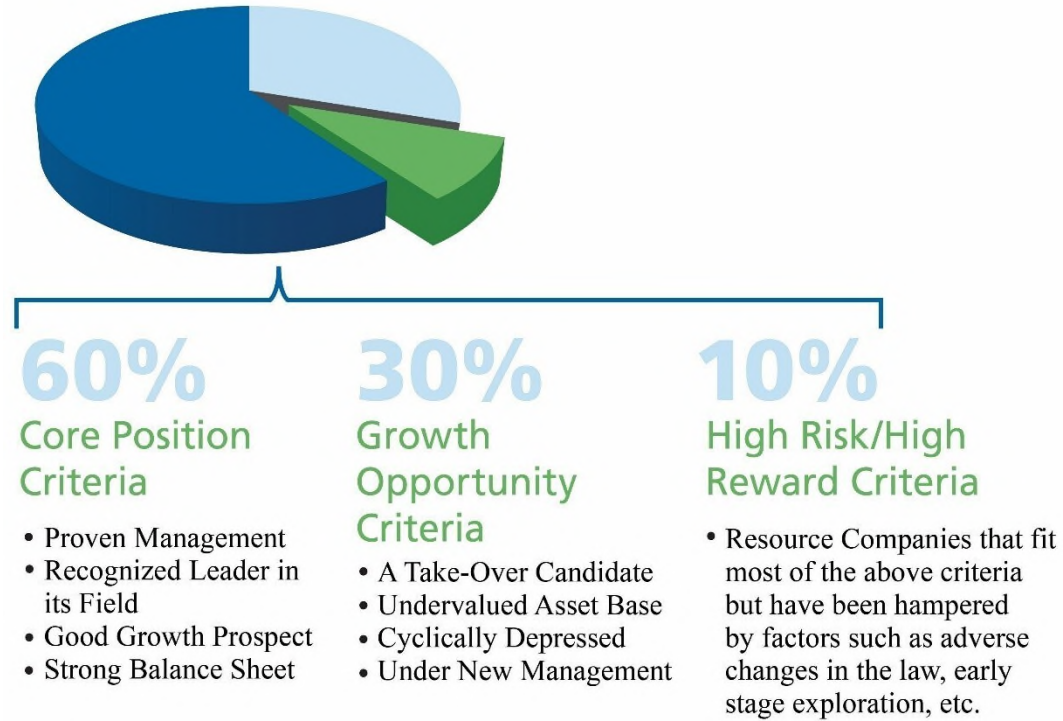 60%
Core Position
Criteria
• Proven Management
• Recognized Leader in
its Field
• Good Growth Prospect
• Strong Balance Sheet
30%
Growth
Opportunity
Criteria
• A Take-Over Candidate
• Undervalued Asset Base
• Cyclically Depressed
• Under New Management
10%
High Risk/High
Reward Criteria
• Resource Companies that fit
most of the above criteria
but have been hampered
by factors such as adverse
changes in the law, early
stage exploration, etc.